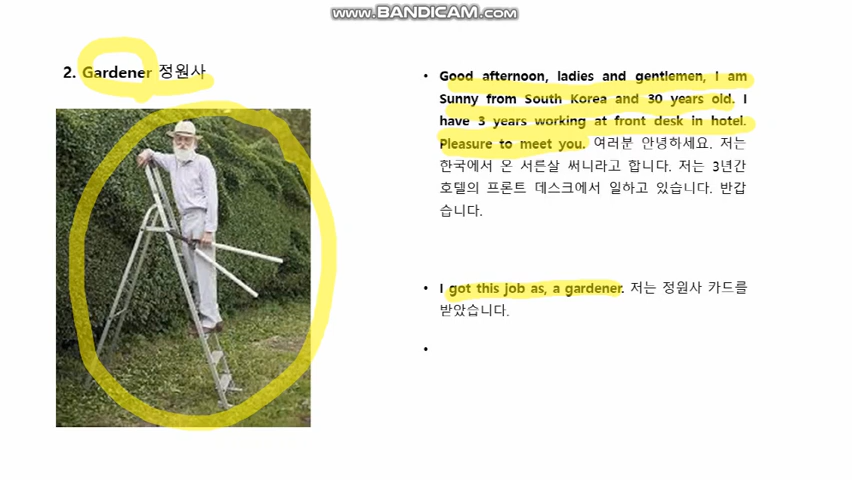 www.BANDICAM.com
2. Gardener 정원사
• Good afternoon, ladies and gentlemen, I am
Sunny from South Korea and 30 years old. I
have 3 years working at front desk in hotel.
Pleasure to meet you. 여러분 안녕하세요. 저는
한국에서 온 서른살 써니라고 합니다. 저는 3년간
호텔의 프론트 데스크에서 일하고 있습니다. 반갑
습니다.
• I got this job as, a gardener. 저는 정원사 카드를
받았습니다.
•